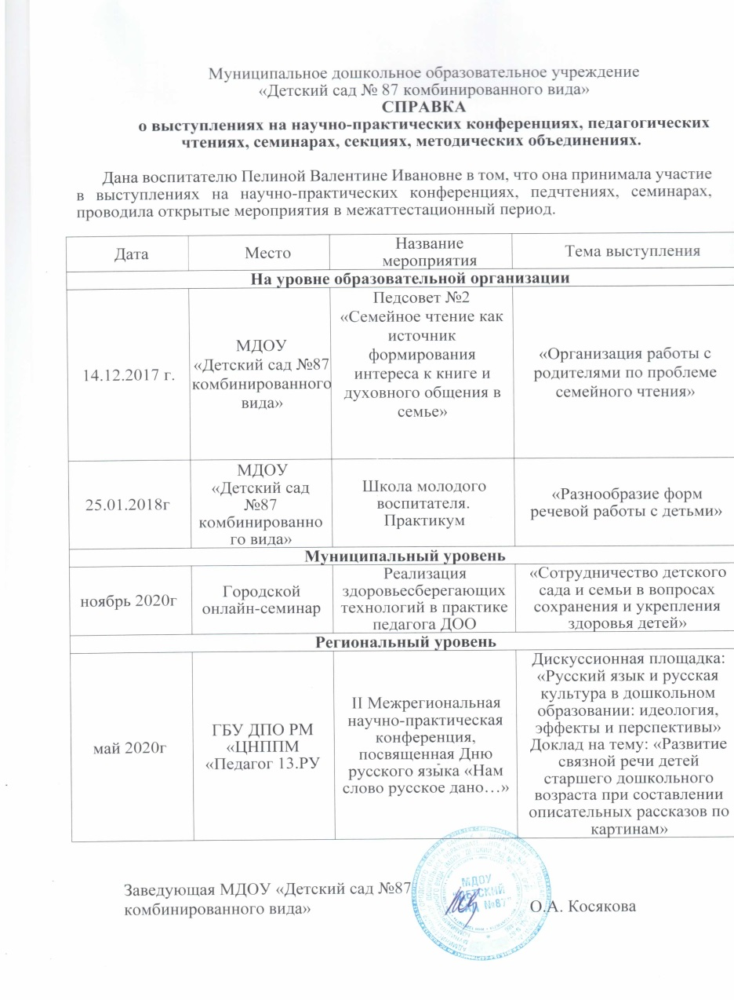 Муниципальное дошкольное образовательное учреждение
«Детский сад № 87 комбинированного вида»
СПРАВКА
о выступлениях на научно-практических конференциях, педагогических
чтениях, семинарах, секциях, методических объединениях.
Дана воспитателю Пелиной Валентине Ивановне в том, что она принимала участие
в выступлениях на научно-практических конференциях, педчтениях, семинарах,
проводила открытые мероприятия в межаттестационный период.
Дата
Место
Название
мероприятия
Тема выступления
На уровне образовательной организации
14.12.2017 г.
МДОУ
«Детский сад №87
комбинированного
вида»
Педсовет №2
«Семейное чтение как
источник
формирования
интереса к книге и
духовного общения в
семье»
«Организация работы с
родителями по проблеме
семейного чтения»
25.01.2018г
МДОУ
«Детский сад
№87
комбинированно
го вида»
Школа молодого
воспитателя.
Практикум
«Разнообразие форм
речевой работы с детьми»
Муниципальный уровень
ноябрь 2020г
Городской
онлайн-семинар
Реализация
здоровьесберегающих
технологий в практике
педагога ДОО
«Сотрудничество детского
сада и семьи в вопросах
сохранения и укрепления
здоровья детей»
Региональный уровень
май 2020г
ГБУ ДПО РМ
«ЦНППМ
«Педагог 13.РУ
II Межрегиональная
научно-практическая
конференция,
посвященная Дню
русского языка «Нам
слово русское дано…»
Дискуссионная площадка:
«Русский язык и русская
культура в дошкольном
образовании: идеология,
эффекты и перспективы»
Доклад на тему: «Развитие
связной речи детей
старшего дошкольного
возраста при составлении
описательных рассказов по
картинам»
Заведующая МДОУ «Детский сад №87
комбинированного вида»
О.А. Косякова
МДОУ
"ДЕТСКИЙ
САД №87"